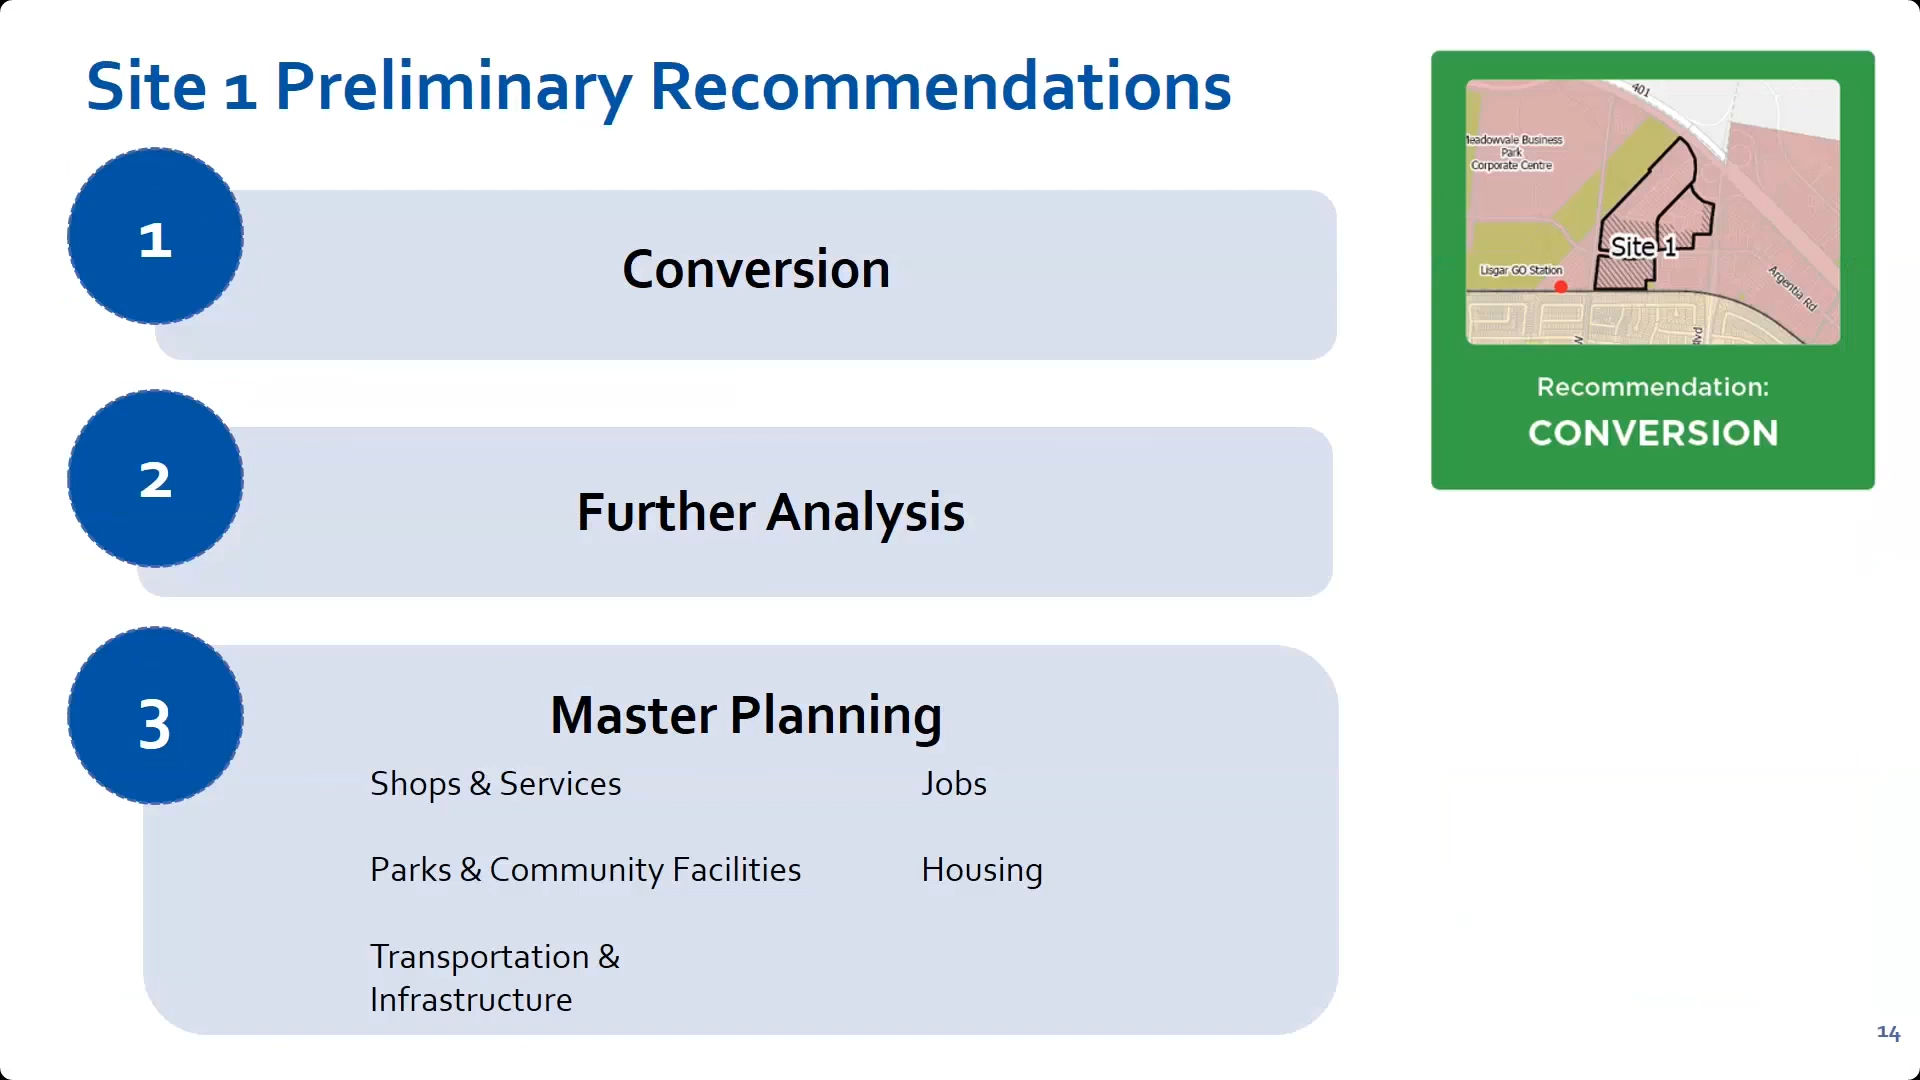 Site 1 Preliminary Recommendations
1
Conversion
2
Further Analysis
3
Master Planning
Shops & Services
Jobs
Parks & Community Facilities
Housing
Transportation &
Infrastructure
401
Meadowvale Business
Park
Corporate Centre
Site 1
Lisgar GO Station
Argentia Rd
Recommendation:
CONVERSION
14